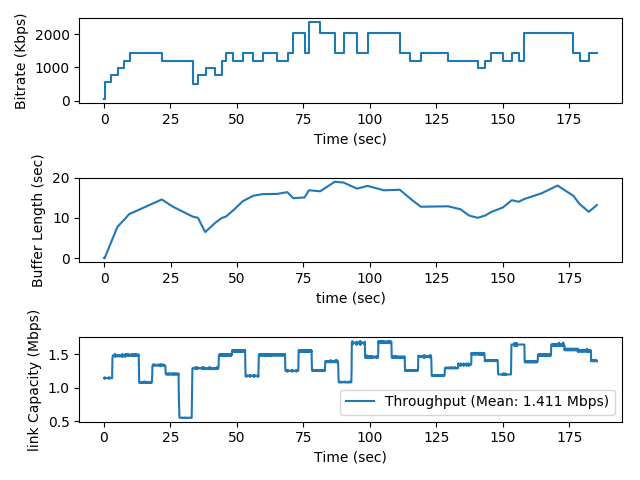 Bitrate (Kbps)
2000
1000
0
0 25 50 75 100 125 150 175
Time (sec)
Buffer Length (sec)
20
10
0
0 25 50 75 100 125 150 175
time (sec)
link Capacity (Mbps)
1.5
1.0
0.5
Throughput (Mean: 1.411 Mbps)
0 25 50 75 100 125 150 175
Time (sec)